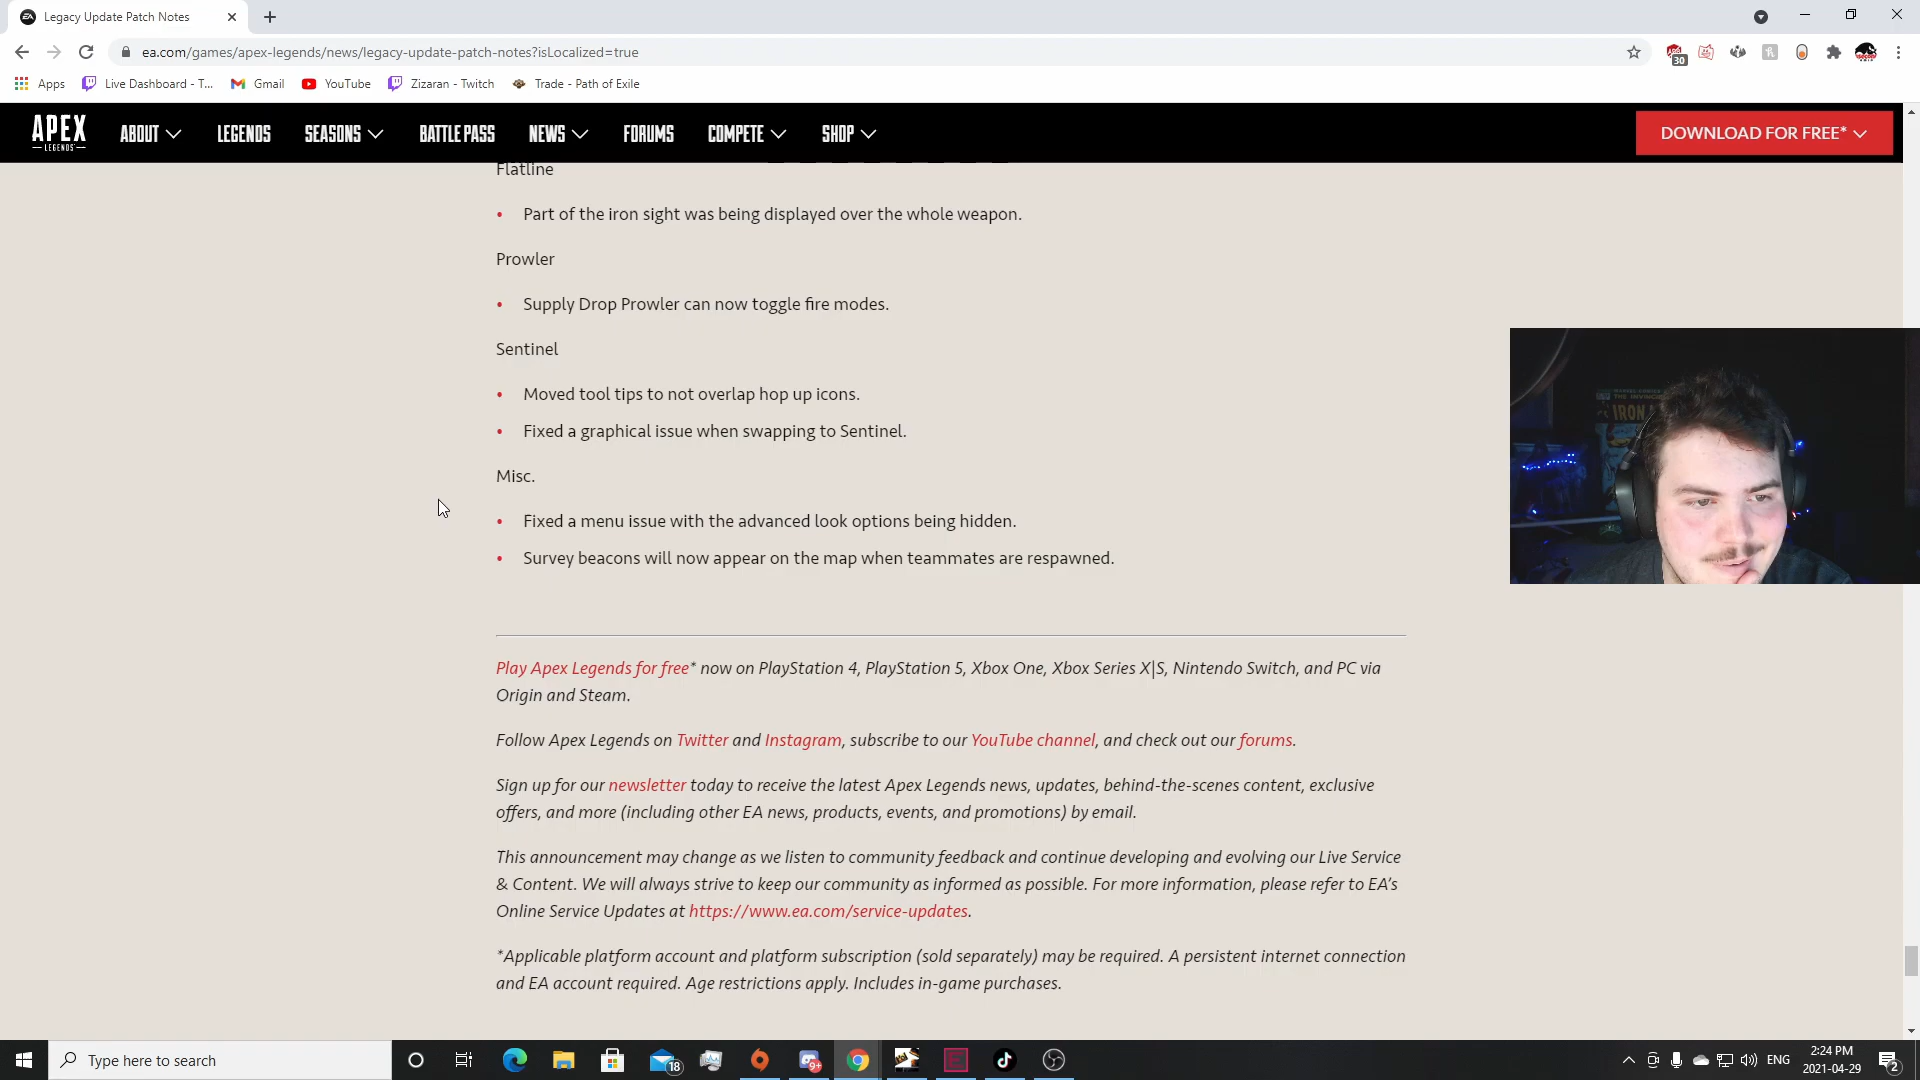 Legacy Update Patch Notes
ea.com/games/apex-legends/news/legacy-update-patch-notes?isLocalized=true
30
Apps
Live Dashboard - T...
Gmail
YouTube
Zizaran - Twitch
Trade - Path of Exile
APEX
LEGENDS
ABOUT
LEGENDS
SEASONS
BATTLE PASS
NEWS
FORUMS
COMPETE
SHOP
DOWNLOAD FOR FREE*
Flatline
• Part of the iron sight was being displayed over the whole weapon.
Prowler
• Supply Drop Prowler can now toggle fire modes.
Sentinel
• Moved tool tips to not overlap hop up icons.
• Fixed a graphical issue when swapping to Sentinel.
Misc.
• Fixed a menu issue with the advanced look options being hidden.
• Survey beacons will now appear on the map when teammates are respawned.
IRON
Play Apex Legends for free* now on PlayStation 4, PlayStation 5, Xbox One, Xbox Series X|S, Nintendo Switch, and PC via
Origin and Steam.
Follow Apex Legends on Twitter and Instagram, subscribe to our YouTube channel, and check out our forums.
Sign up for our newsletter today to receive the latest Apex Legends news, updates, behind-the-scenes content, exclusive
offers, and more (including other EA news, products, events, and promotions) by email.
This announcement may change as we listen to community feedback and continue developing and evolving our Live Service
& Content. We will always strive to keep our community as informed as possible. For more information, please refer to EA’s
Online Service Updates at https://www.ea.com/service-updates.
*Applicable platform account and platform subscription (sold separately) may be required. A persistent internet connection
and EA account required. Age restrictions apply. Includes in-game purchases.
Type here to search
18
9+
ENG
2:24 PM
2021-04-29
2